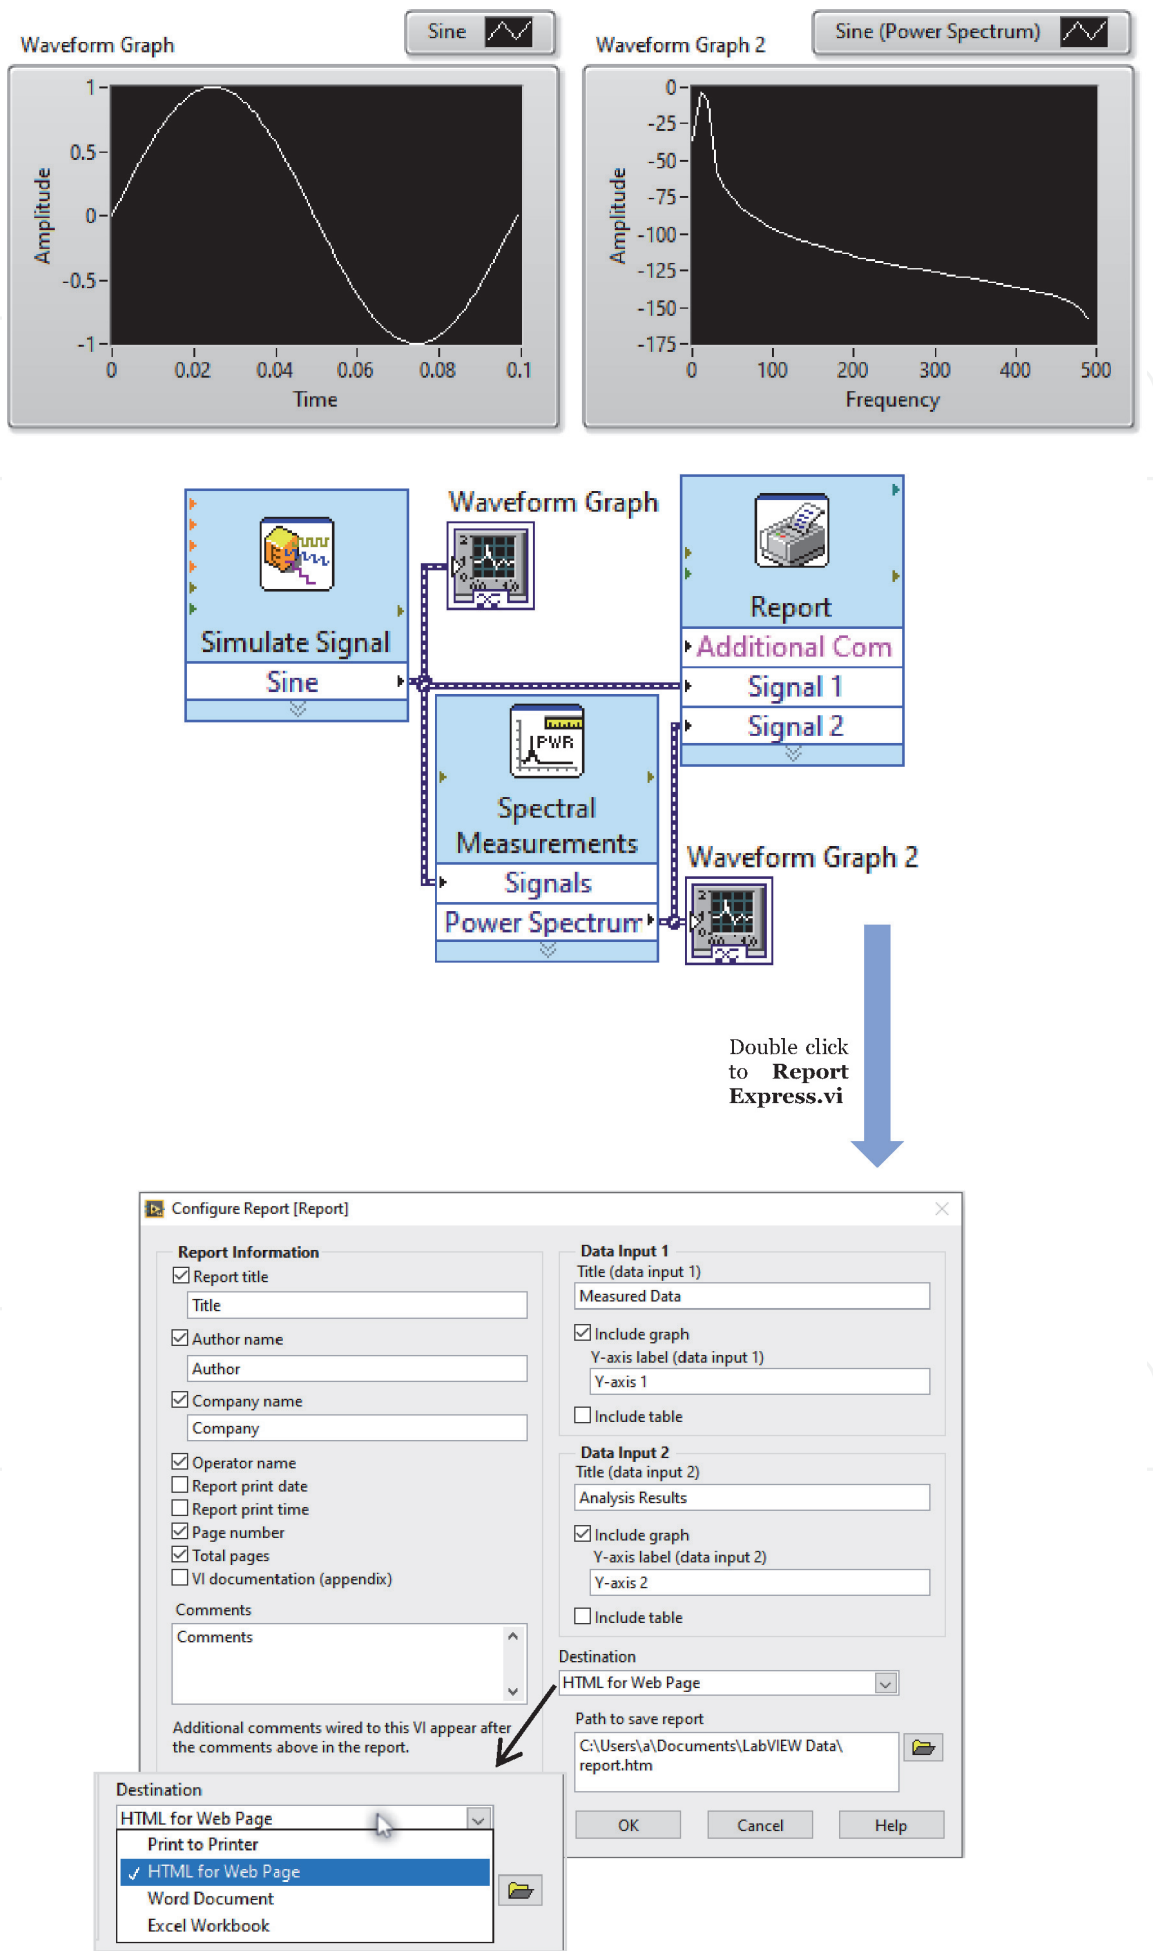 Waveform Graph
Sine
1
0.5
0
-0.5
-1
Amplitude
0
0.02
0.04
0.06
0.08
0.1
Time
Waveform Graph 2
Sine (Power Spectrum)
0
-25
-50
-75
-100
-125
-150
-175
Amplitude
0
100
200
300
400
500
Frequency
Simulate Signal
Sine
Waveform Graph
Report
Additional Com
Signal 1
Signal 2
PWR
Spectral
Measurements
Signals
Power Spectrum
Waveform Graph 2
Double click
to Report
Express.vi
Configure Report [Report]
Report Information
Report title
Title
Author name
Author
Company name
Company
Operator name
Report print date
Report print time
Page number
Total pages
VI documentation (appendix)
Comments
Comments
Additional comments wired to this VI appear after
the comments above in the report.
Data Input 1
Title (data input 1)
Measured Data
Include graph
Y-axis label (data input 1)
Y-axis 1
Include table
Data Input 2
Title (data input 2)
Analysis Results
Include graph
Y-axis label (data input 2)
Y-axis 2
Include table
Destination
HTML for Web Page
Path to save report
C:\Users\a\Documents\LabVIEW Data\
report.htm
OK
Cancel
Help
Destination
HTML for Web Page
Print to Printer
HTML for Web Page
Word Document
Excel Workbook